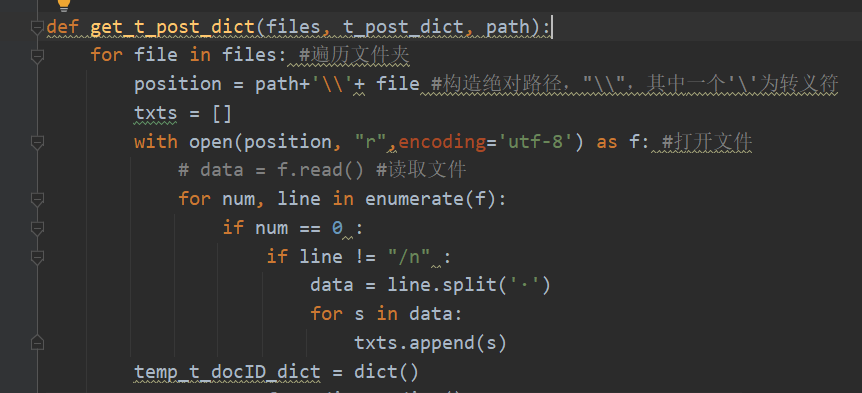 def get_t_post_dict(files, t_post_dict, path):
for file in files: #遍历文件夹
position = path+'\\'+ file #构造绝对路径，"\\"，其中一个'\'为转义符
txts = []
with open(position, "r",encoding='utf-8') as f: #打开文件
# data = f.read() #读取文件
for num, line in enumerate(f):
if num == 0 :
if line != "/n" :
data = line.split('·')
for s in data:
txts.append(s)
temp_t_docID_dict = dict()